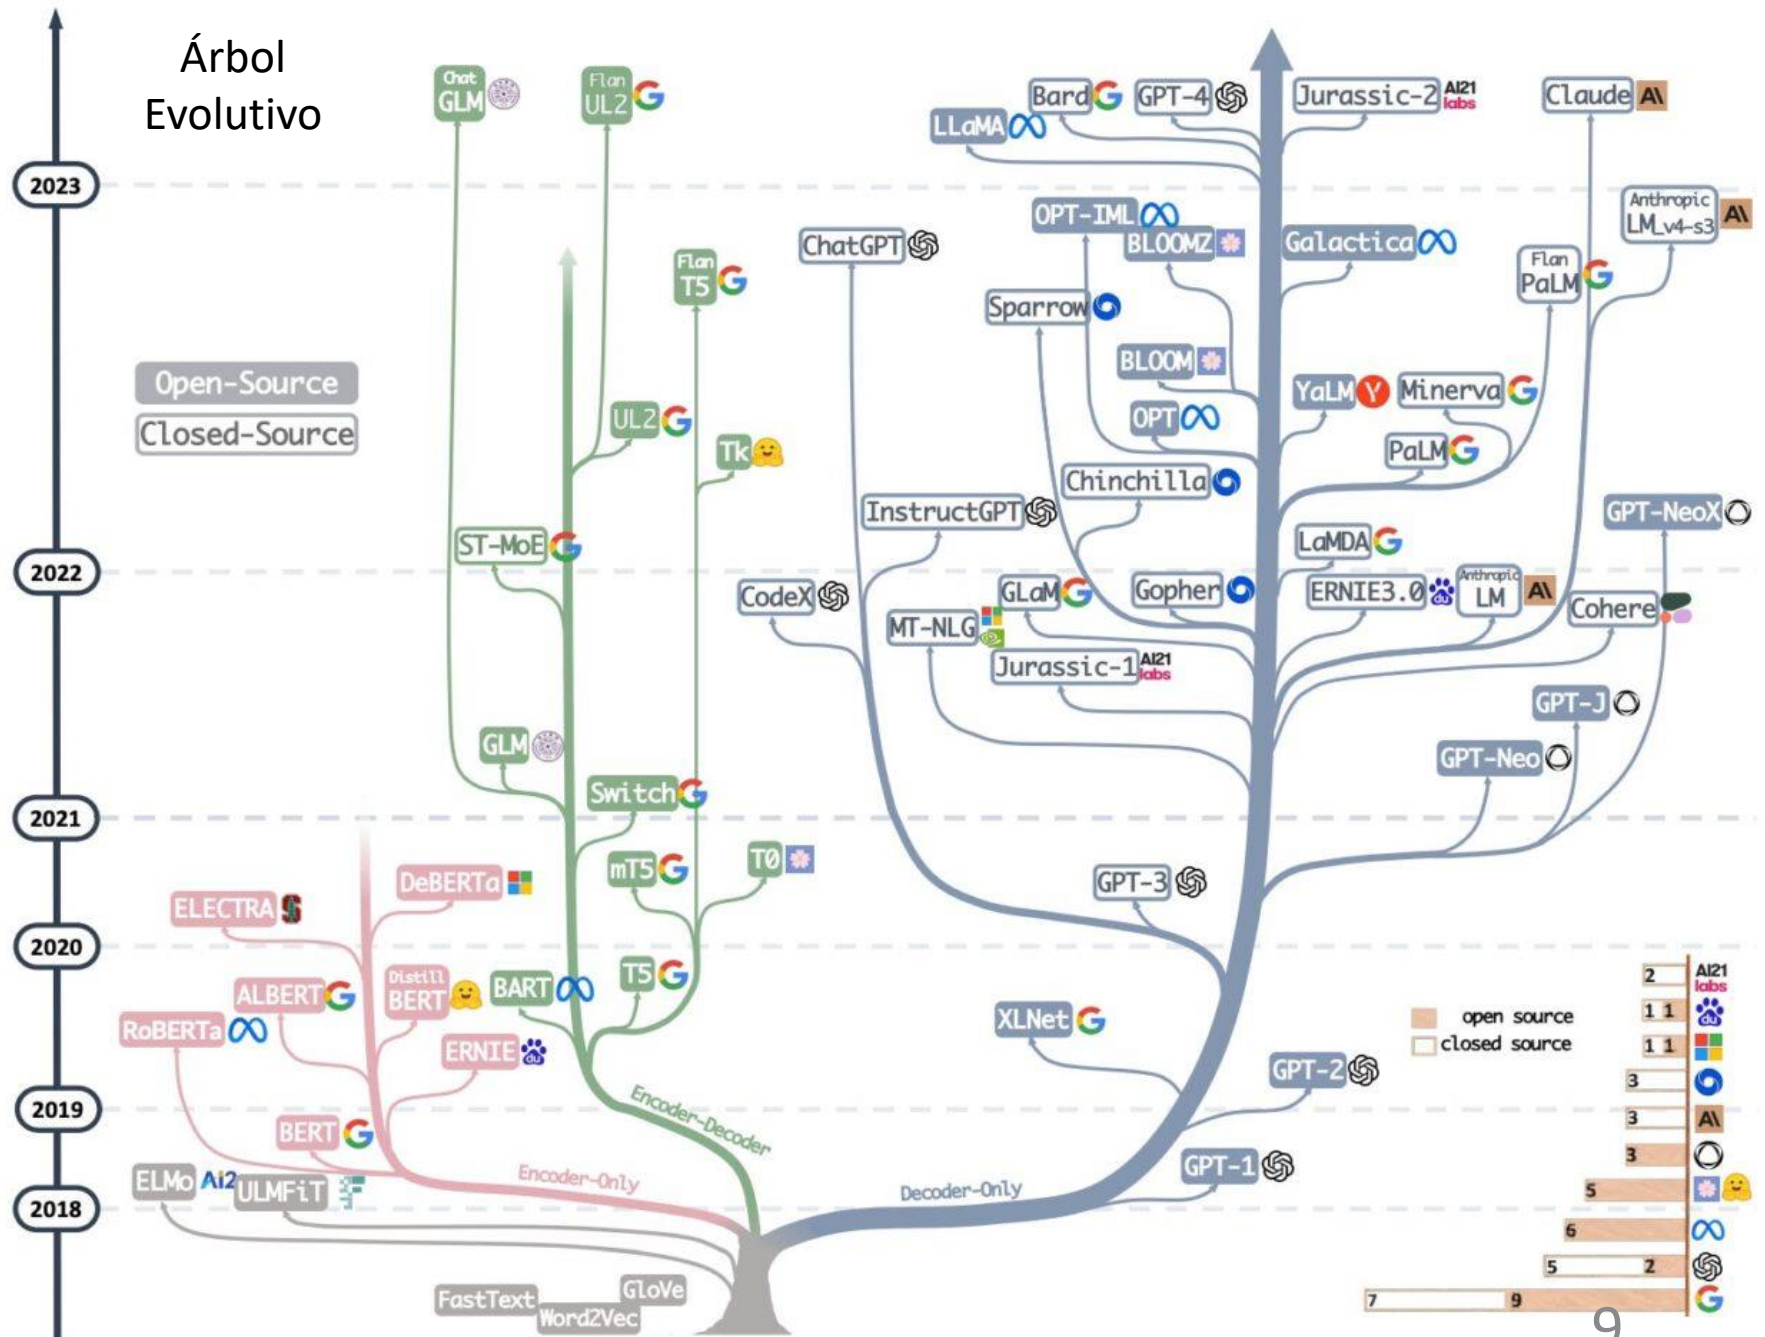 Árbol
Evolutivo
2023
2022
2021
2020
2019
2018
Open-Source
Closed-Source
Chat
GLM
Flan
UL2
Flan
T5
UL2
Tk
ST-MoE
GLM
Switch
mT5
T0
BART
T5
Encoder-Decoder
DeBERTa
ELECTRA
ALBERT
Distill
BERT
RoBERTa
ERNIE
BERT
Encoder-Only
ELMo
Ai2
ULMFiT
FastText
Word2Vec
GloVe
Bard
GPT-4
Jurassic-2
AI21
labs
Claude
A\
LLaMA
OPT-IML
BLOOMZ
Galactica
Anthropic
LM_v4-s3
A\
ChatGPT
Flan
PaLM
Sparrow
BLOOM
YaLM
Y
Minerva
OPT
PaLM
Chinchilla
InstructGPT
GPT-NeoX
LaMDA
CodeX
GLaM
Gopher
ERNIE3.0
du
Anthropic
LM
A\
Cohere
MT-NLG
Jurassic-1
AI21
labs
GPT-J
GPT-Neo
GPT-3
XLNet
GPT-2
GPT-1
Decoder-Only
open source
closed source
2
AI21
labs
1 1
du
1 1
3
3
A\
3
5
6
5 2
7 9
9